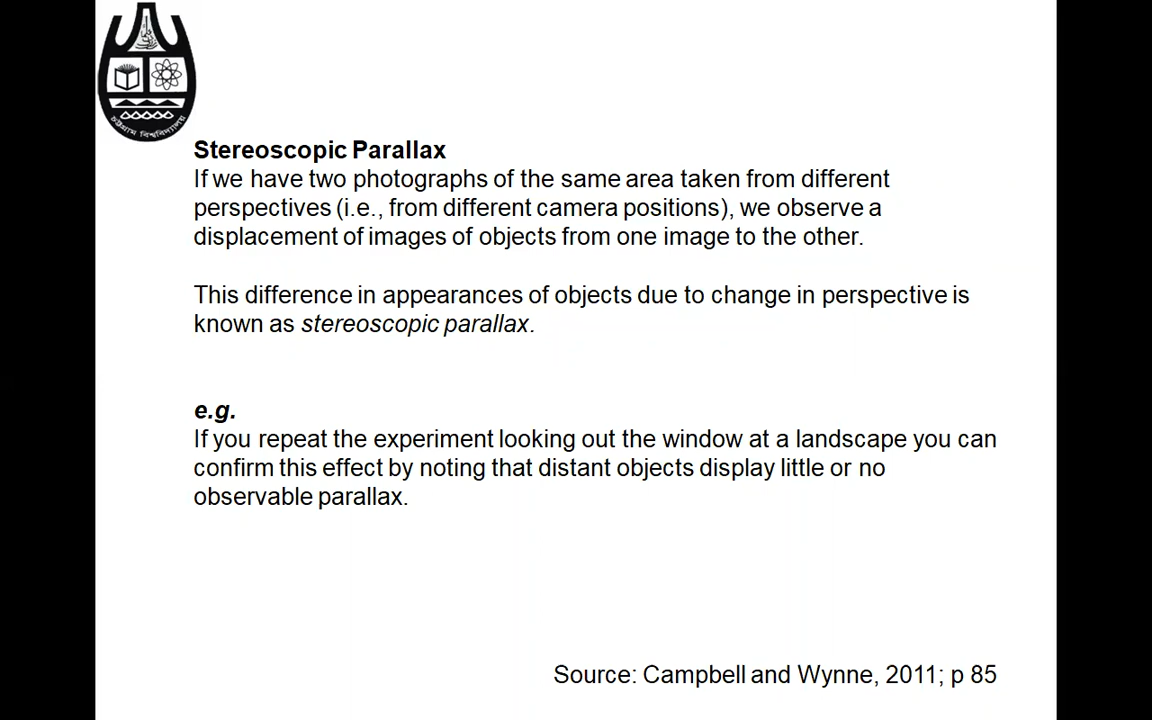 চট্টগ্রাম বিশ্ববিদ্যালয়
Stereoscopic Parallax
If we have two photographs of the same area taken from different
perspectives (i.e., from different camera positions), we observe a
displacement of images of objects from one image to the other.
This difference in appearances of objects due to change in perspective is
known as stereoscopic parallax.
e.g.
If you repeat the experiment looking out the window at a landscape you can
confirm this effect by noting that distant objects display little or no
observable parallax.
Source: Campbell and Wynne, 2011; p 85